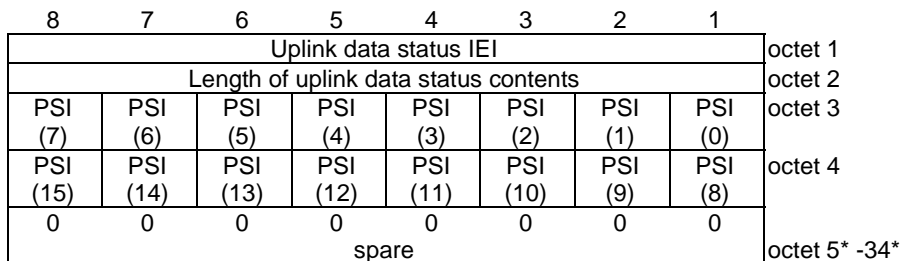 8 7 6 5 4 3 2 1
Uplink data status IEI octet 1
Length of uplink data status contents octet 2
PSI PSI PSI PSI PSI PSI PSI PSI octet 3
(7) (6) (5) (4) (3) (2) (1) (0)
PSI PSI PSI PSI PSI PSI PSI PSI octet 4
(15) (14) (13) (12) (11) (10) (9) (8)
0 0 0 0 0 0 0 0
spare octet 5* -34*